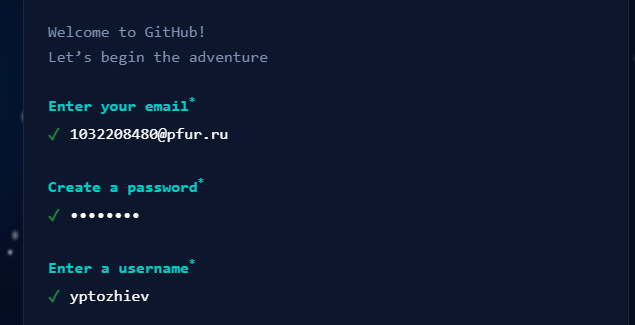 Welcome to GitHub!
Let’s begin the adventure
Enter your email*
✓ 1032208480@pfur.ru
Create a password*
✓ ••••••••
Enter a username*
✓ yptozhiev